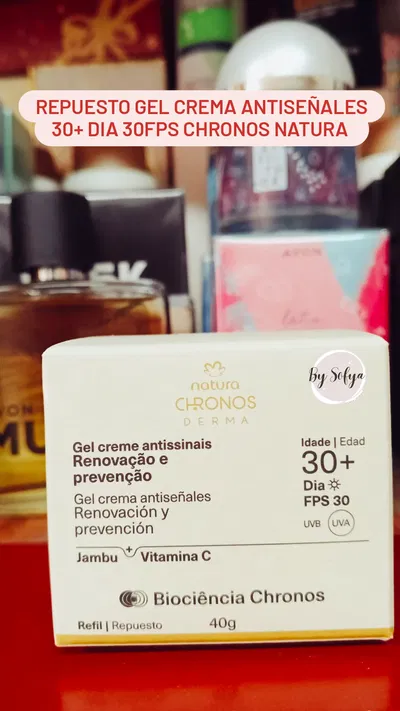 REPUESTO GEL CREMA ANTISEÑALES
30+ DIA 30FPS CHRONOS NATURA
AVON
By Sofya
natura
CHRONOS
DERMA
Gel creme antissinais
Renovação e
prevenção
Gel crema antiseñales
Renovación y
prevención
Jambu + Vitamina C
Idade | Edad
30+
Dia
FPS 30
UVB UVA
Biociência Chronos
Refil | Repuesto 40g